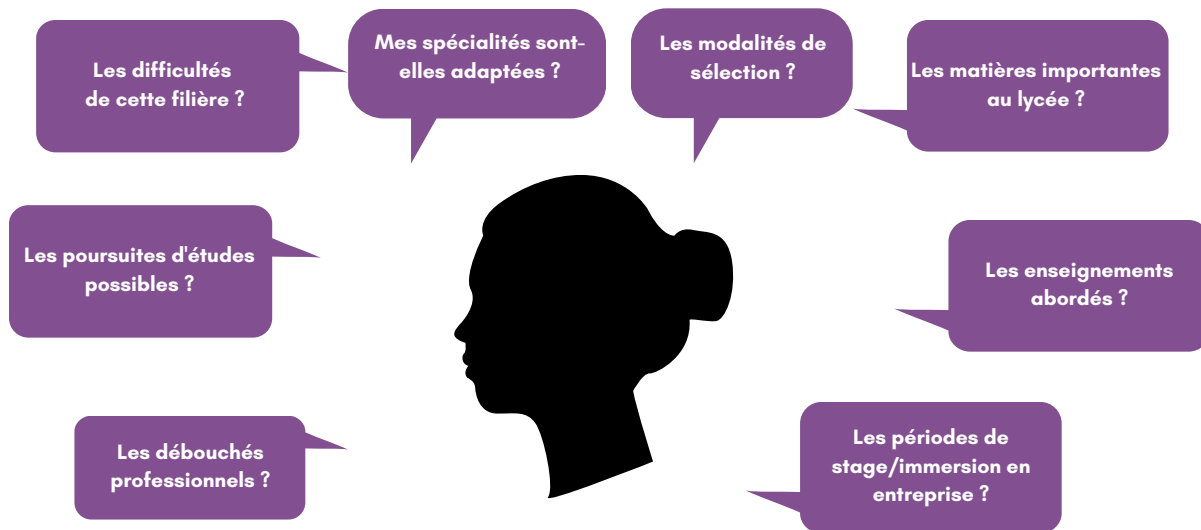 Les difficultés
de cette filière ?
Mes spécialités sont-
elles adaptées ?
Les modalités de
sélection ?
Les matières importantes
au lycée ?
Les poursuites d'études
possibles ?
Les enseignements
abordés ?
Les débouchés
professionnels ?
Les périodes de
stage/immersion en
entreprise ?